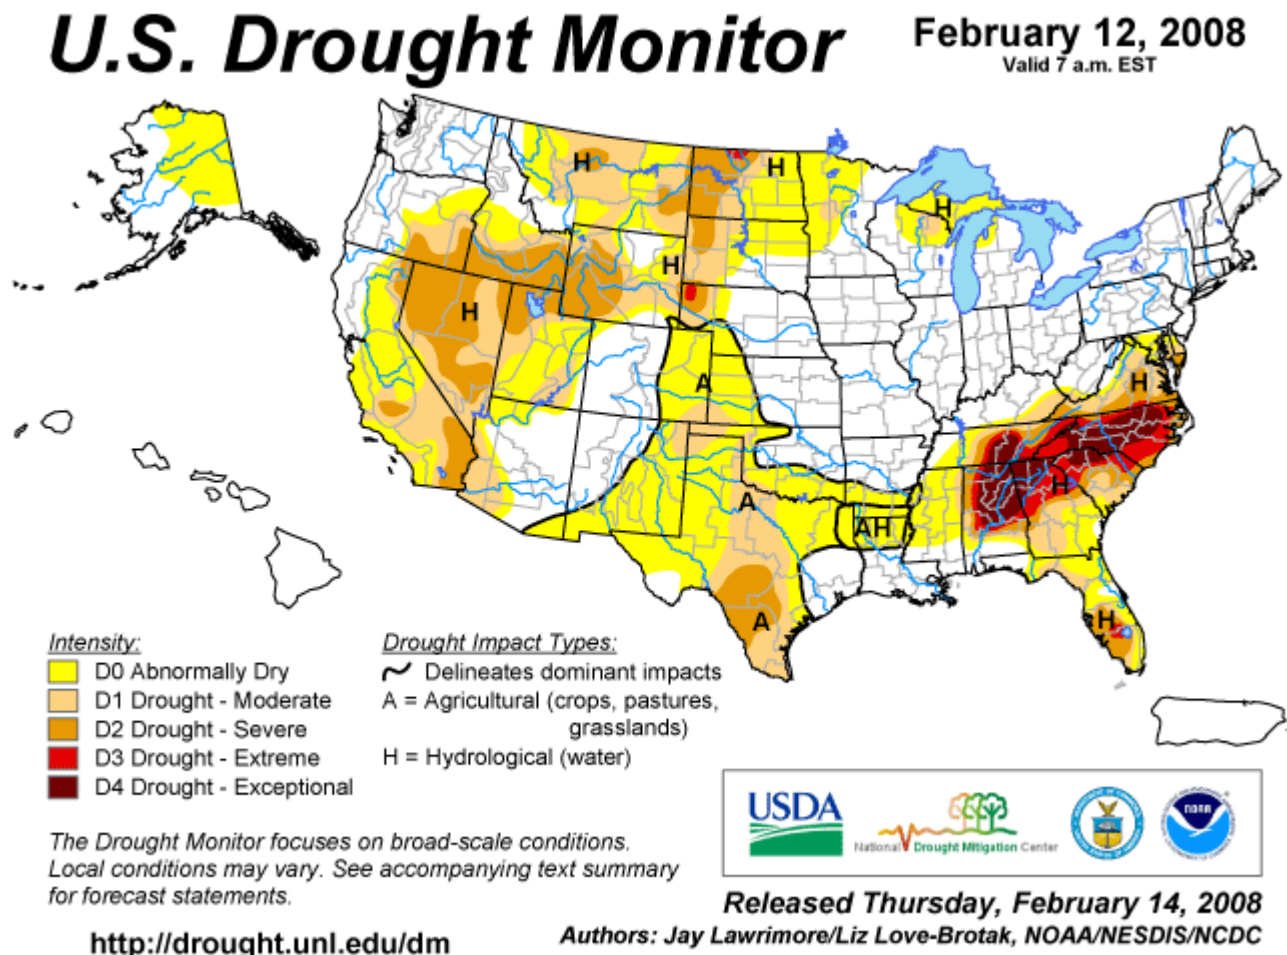 U.S. Drought Monitor
February 12, 2008
Valid 7 a.m. EST
H
H
H
H
H
H
A
A
AH
A
H
H
H
Intensity:
D0 Abnormally Dry
D1 Drought - Moderate
D2 Drought - Severe
D3 Drought - Extreme
D4 Drought - Exceptional
Drought Impact Types:
Delineates dominant impacts
A = Agricultural (crops, pastures,
grasslands)
H = Hydrological (water)
The Drought Monitor focuses on broad-scale conditions.
Local conditions may vary. See accompanying text summary
for forecast statements.
http://drought.unl.edu/dm
USDA
National Drought Mitigation Center
NOAA
Released Thursday, February 14, 2008
Authors: Jay Lawrimore/Liz Love-Brotak, NOAA/NESDIS/NCDC